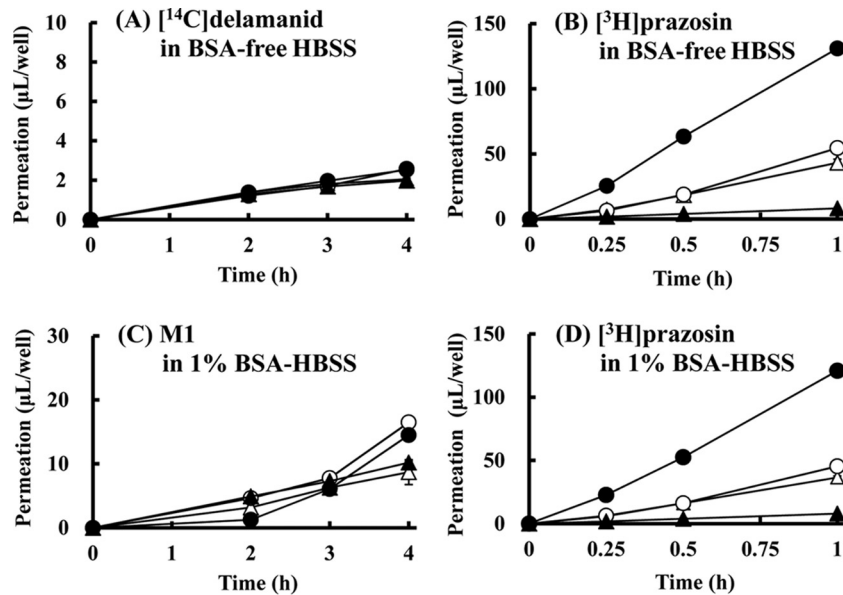 (A) [¹⁴C]delamanid
in BSA-free HBSS
Permeation (µL/well)
10
8
6
4
2
0
0 1 2 3 4
Time (h)
(B) [³H]prazosin
in BSA-free HBSS
Permeation (µL/well)
150
100
50
0
0 0.25 0.5 0.75 1
Time (h)
(C) M1
in 1% BSA-HBSS
Permeation (µL/well)
30
20
10
0
0 1 2 3 4
Time (h)
(D) [³H]prazosin
in 1% BSA-HBSS
Permeation (µL/well)
150
100
50
0
0 0.25 0.5 0.75 1
Time (h)